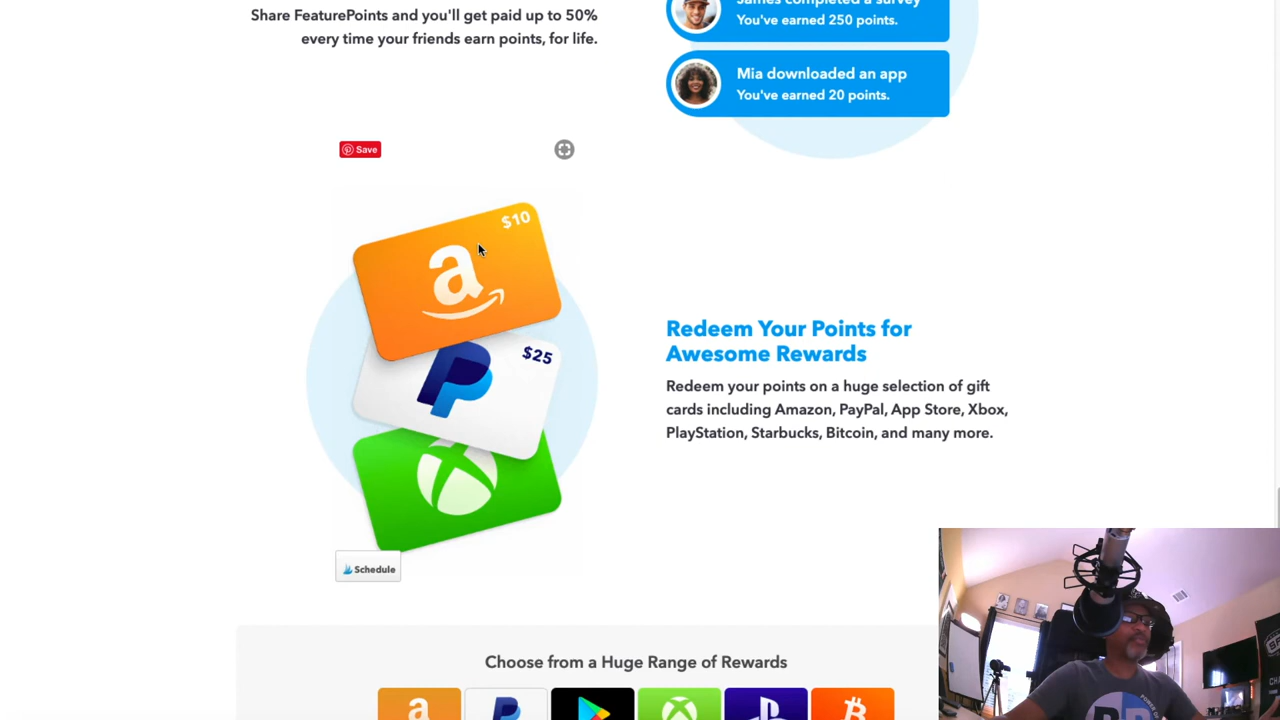 Share FeaturePoints and you'll get paid up to 50%
every time your friends earn points, for life.
James completed a survey
You've earned 250 points.
Mia downloaded an app
You've earned 20 points.
Save
$10
a
$25
Redeem Your Points for
Awesome Rewards
Redeem your points on a huge selection of gift
cards including Amazon, PayPal, App Store, Xbox,
PlayStation, Starbucks, Bitcoin, and many more.
Schedule
Choose from a Huge Range of Rewards